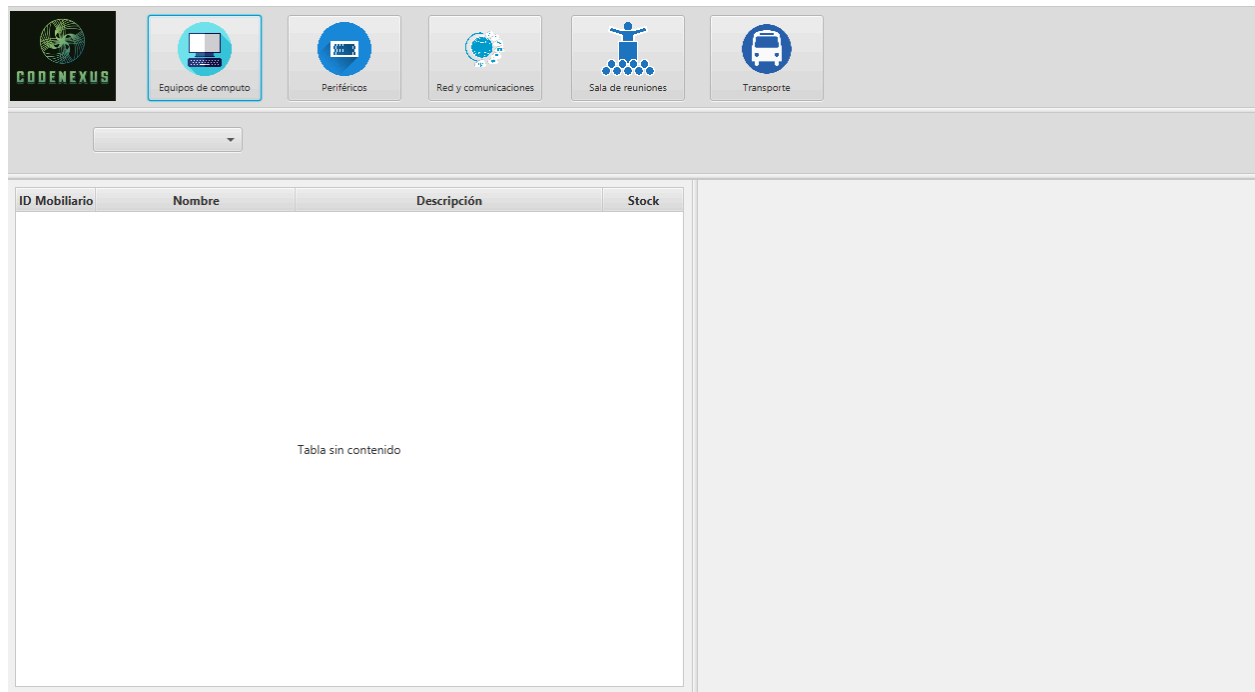 CODENEXUS
Equipos de computo
Periféricos
Red y comunicaciones
Sala de reuniones
Transporte
ID Mobiliario Nombre Descripción Stock
Tabla sin contenido